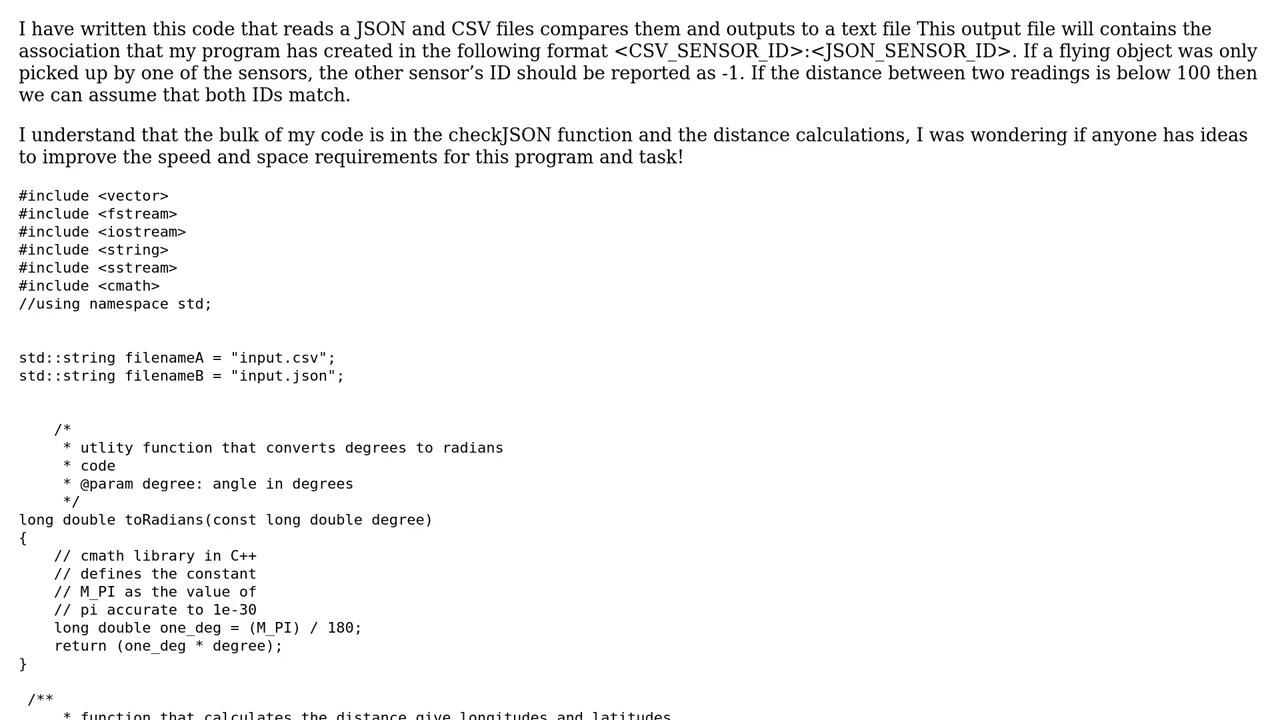 I have written this code that reads a JSON and CSV files compares them and outputs to a text file This output file will contains the
association that my program has created in the following format <CSV_SENSOR_ID>:<JSON_SENSOR_ID>. If a flying object was only
picked up by one of the sensors, the other sensor’s ID should be reported as -1. If the distance between two readings is below 100 then
we can assume that both IDs match.
I understand that the bulk of my code is in the checkJSON function and the distance calculations, I was wondering if anyone has ideas
to improve the speed and space requirements for this program and task!
#include <vector>
#include <fstream>
#include <iostream>
#include <string>
#include <sstream>
#include <cmath>
//using namespace std;
std::string filenameA = "input.csv";
std::string filenameB = "input.json";
/*
* utlity function that converts degrees to radians
* code
* @param degree: angle in degrees
*/
long double toRadians(const long double degree)
{
// cmath library in C++
// defines the constant
// M_PI as the value of
// pi accurate to 1e-30
long double one_deg = (M_PI) / 180;
return (one_deg * degree);
}
/**
* function that calculates the distance give longitudes and latitudes